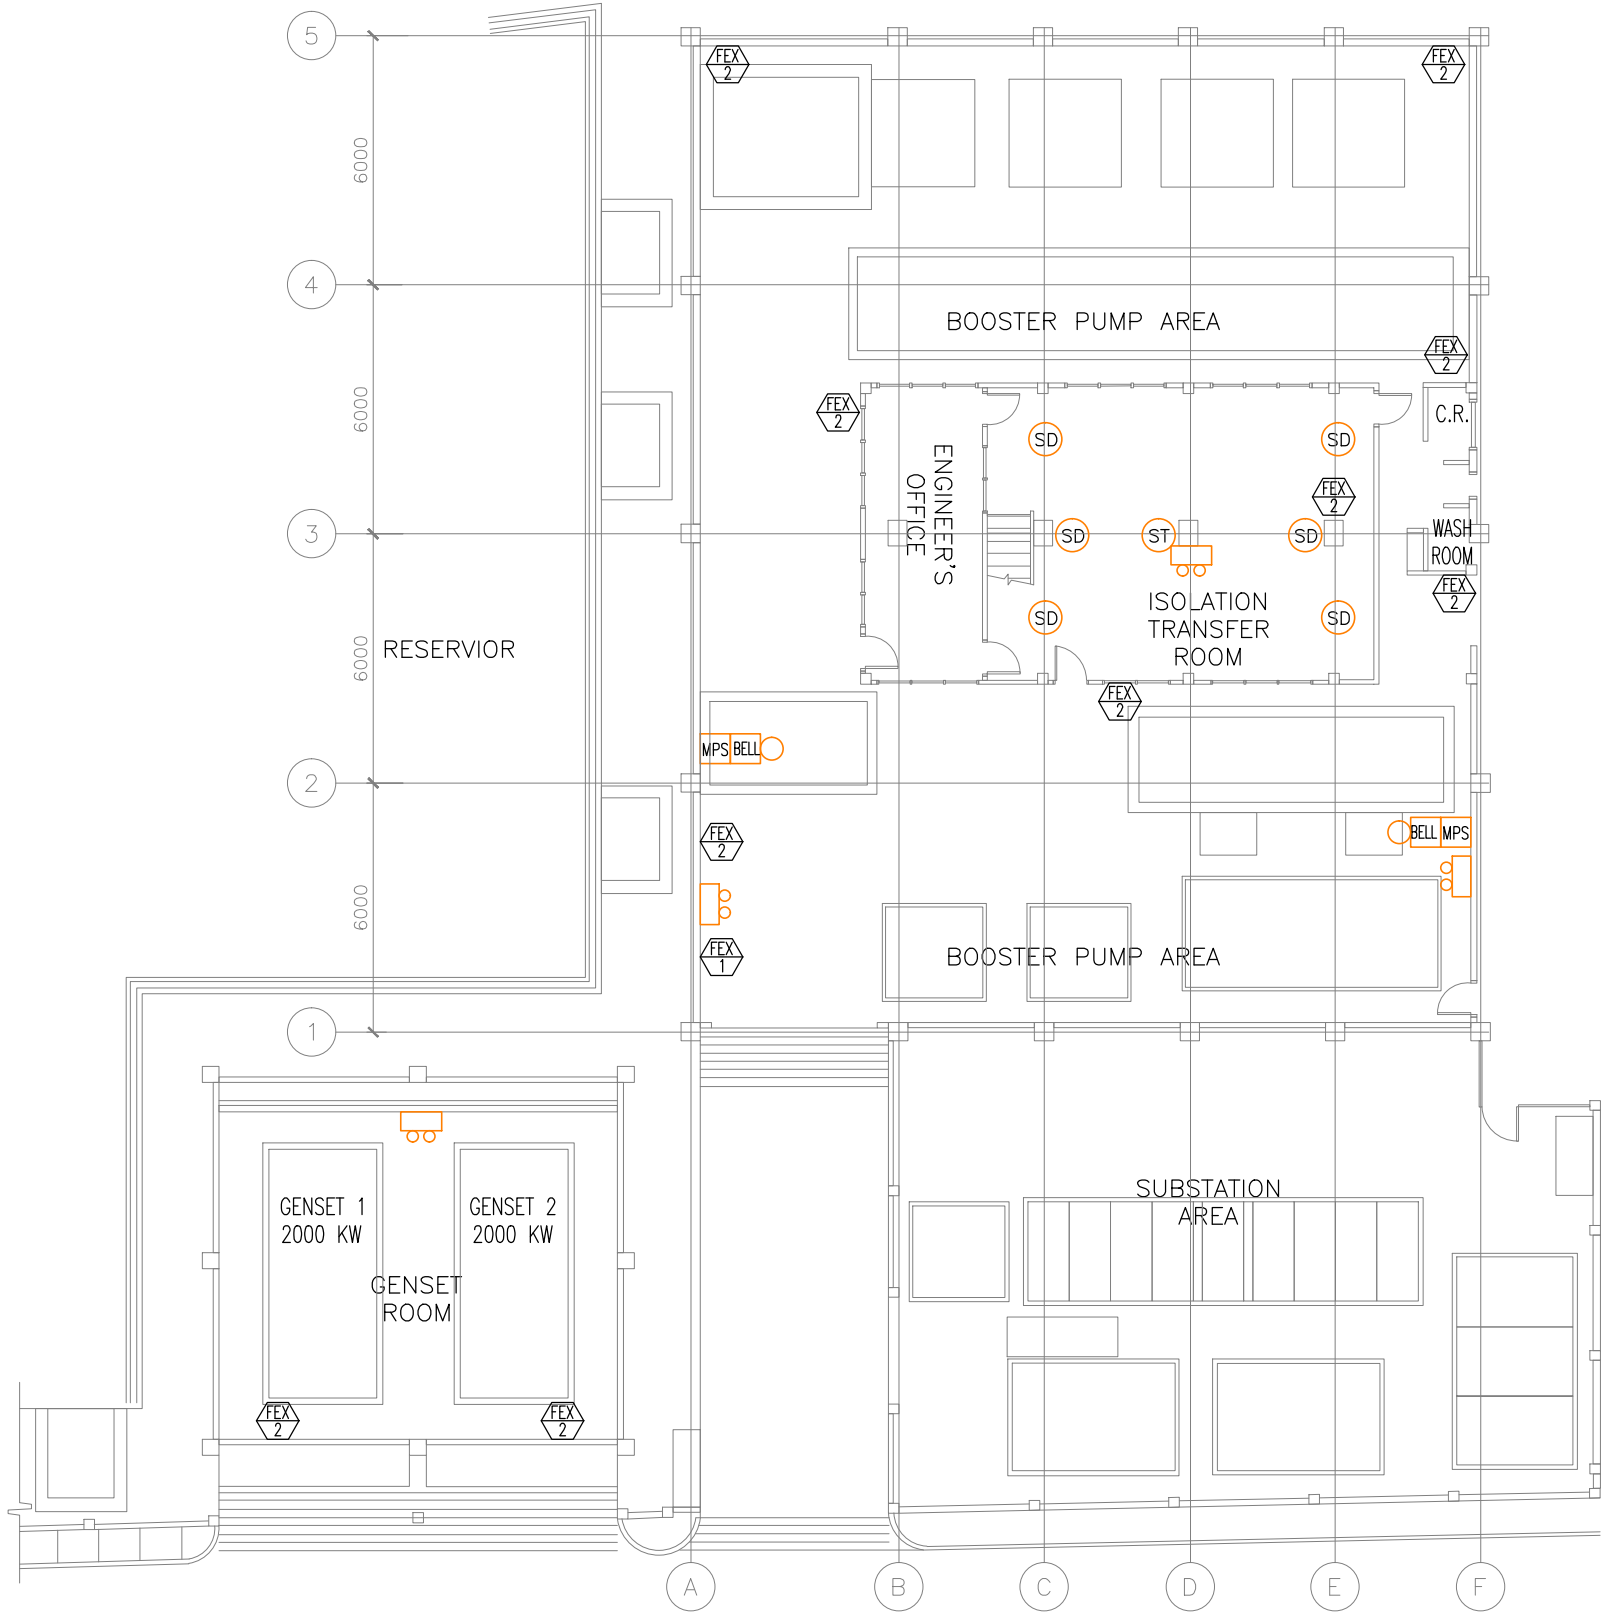 5
FEX
2
FEX
2
6000
4
BOOSTER PUMP AREA
FEX
2
6000
FEX
2
C.R.
SD
SD
ENGINEER'S
OFFICE
FEX
2
3
SD
ST
SD
WASH
ROOM
FEX
2
ISOLATION
TRANSFER
ROOM
SD
SD
6000
RESERVIOR
FEX
2
MPS
BELL
2
FEX
2
BELL
MPS
6000
FEX
1
BOOSTER PUMP AREA
1
SUBSTATION
AREA
GENSET 1
2000 KW
GENSET 2
2000 KW
GENSET
ROOM
FEX
2
FEX
2
A
B
C
D
E
F